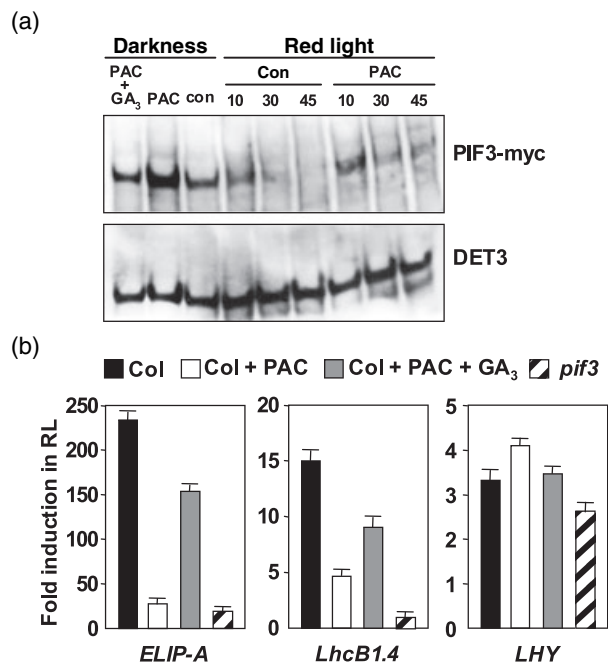 (a)
Darkness Red light
PAC + GA3 PAC con Con PAC
10 30 45 10 30 45
PIF3-myc
DET3
(b)
Col Col + PAC Col + PAC + GA3 pif3
Fold induction in RL
250 200 150 100 50 0
ELIP-A
20 15 10 5 0
LhcB1.4
5 4 3 2 1 0
LHY